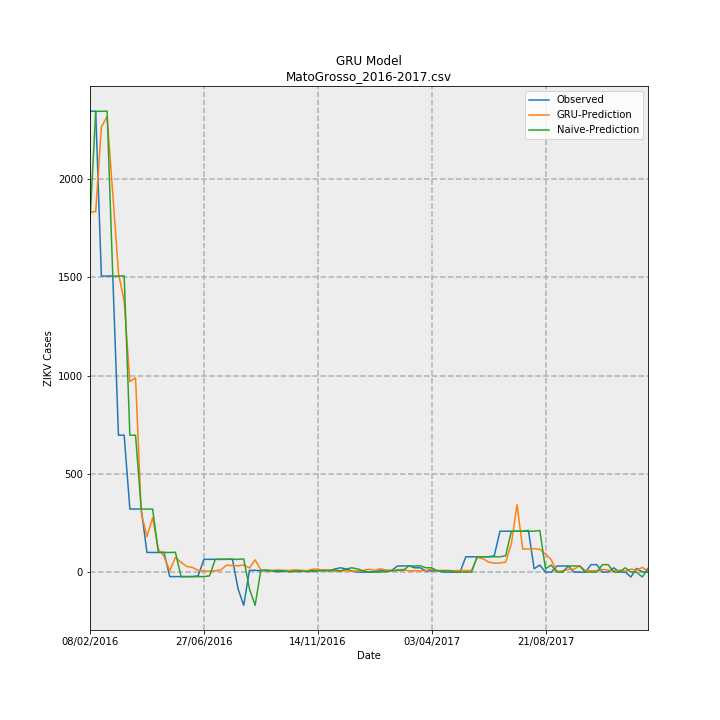 GRU Model
MatoGrosso_2016-2017.csv
Observed
GRU-Prediction
Naive-Prediction
ZIKV Cases
2000
1500
1000
500
0
08/02/2016
27/06/2016
14/11/2016
03/04/2017
21/08/2017
Date